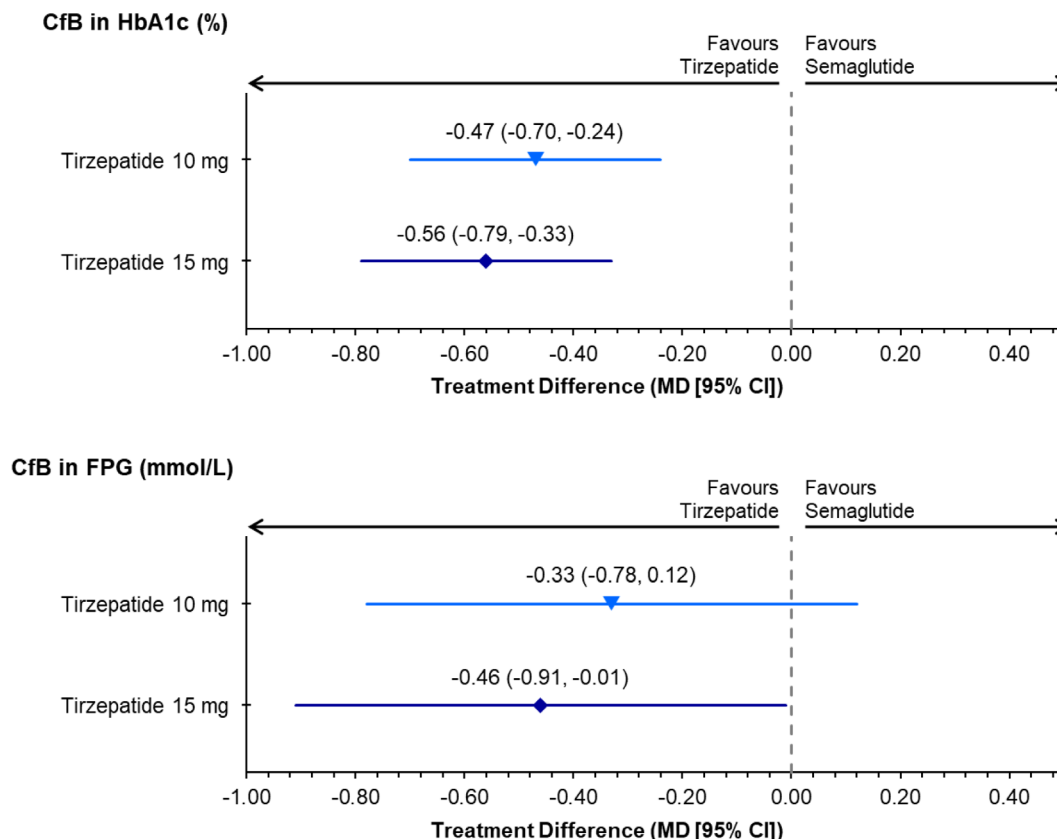 CfB in HbA1c (%)
Favours Favours
Tirzepatide Semaglutide
-0.47 (-0.70, -0.24)
Tirzepatide 10 mg
-0.56 (-0.79, -0.33)
Tirzepatide 15 mg
-1.00 -0.80 -0.60 -0.40 -0.20 0.00 0.20 0.40
Treatment Difference (MD [95% CI])
CfB in FPG (mmol/L)
Favours Favours
Tirzepatide Semaglutide
-0.33 (-0.78, 0.12)
Tirzepatide 10 mg
-0.46 (-0.91, -0.01)
Tirzepatide 15 mg
-1.00 -0.80 -0.60 -0.40 -0.20 0.00 0.20 0.40
Treatment Difference (MD [95% CI])